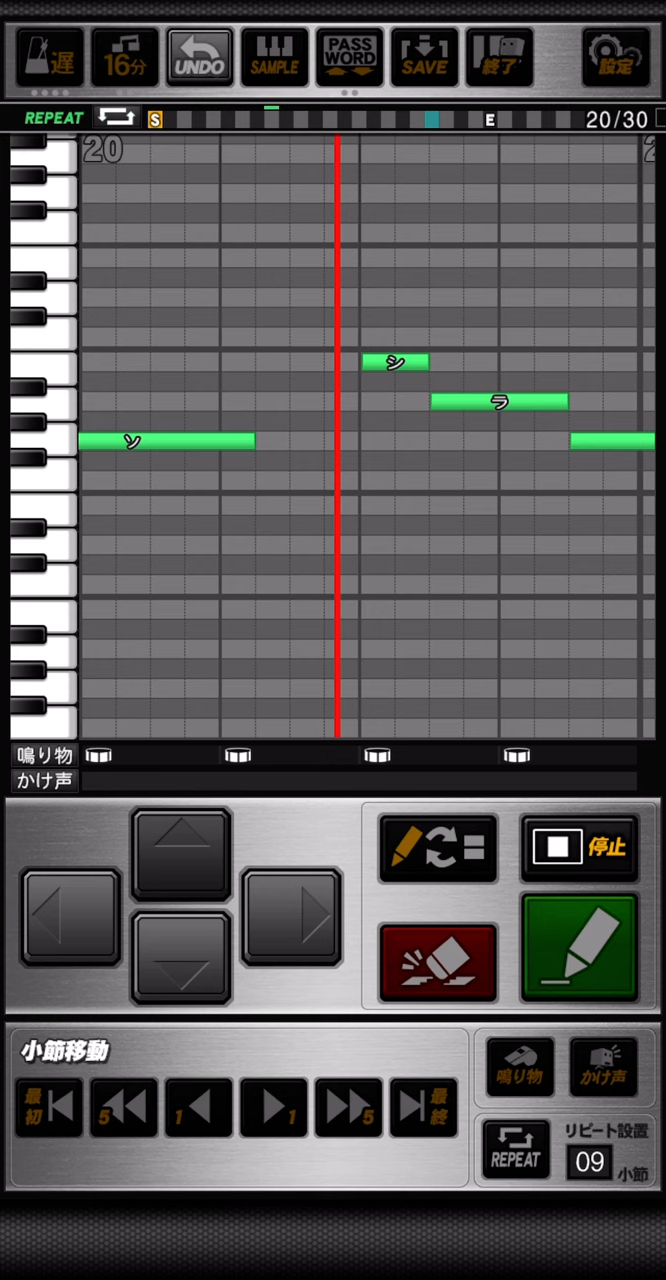 遅 16分 UNDO SAMPLE PASS WORD SAVE 終了 設定
REPEAT S E 20/30
20 2
シ
ラ
ソ
鳴り物
かけ声
停止
小節移動
最初 5 1 1 5 最終
鳴り物 かけ声
REPEAT リピート設置
09 小節